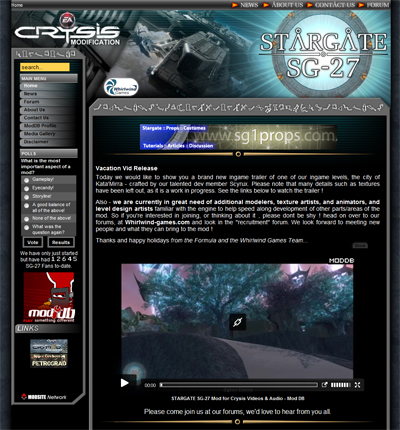 Home
NEWS
ABOUT US
CONTACT US
FORUM
EA
CRYSIS
MODIFICATION
STARGATE
SG-27
Whirlwind
Games
search...
MAIN MENU
Home
News
Forum
About Us
Contact Us
ModDB Profile
Media Gallery
Disclaimer
POLLS
What is the most important aspect of a mod?
Gameplay!
Eyecandy!
Storyline!
A good balance of all of the above!
None of the above!
What was the question again?
Vote
Results
We have only just started but have had 1 2 6 4 5 SG-27 Fans to-date.
mod db
something different
LINKS
PETROGRAD
MODSITE Network
Stargate :: Props :: Costumes
www.sg1props.com
Tutorials :: Articles :: Discussion
Vacation Vid Release
Today we would like to show you a brand new ingame trailer of one of our ingame levels, the city of
Kata'Mirra - crafted by our talented dev member Scyrux. Please note that many details such as textures
have been left out, as it is a work in progress. See the links below to watch the trailer !
Also - we are currently in great need of additional modelers, texture artists, and animators, and
level design artists familiar with the engine to help speed along development of other parts/areas of the
mod. So if you're interested in joining, or thinking about it , please dont be shy ! head on over to our
forums, at Whirlwind-games.com and look in the "recruitment" forum. We look forward to meeting new
people and what they can bring to the mod !
Thanks and happy holidays from the Formula and the Whirlwind Games Team...
MODDB
00:00
STARGATE SG-27 Mod for Crysis Videos & Audio - Mod DB
Please come join us at our forums, we'd love to hear from you all.